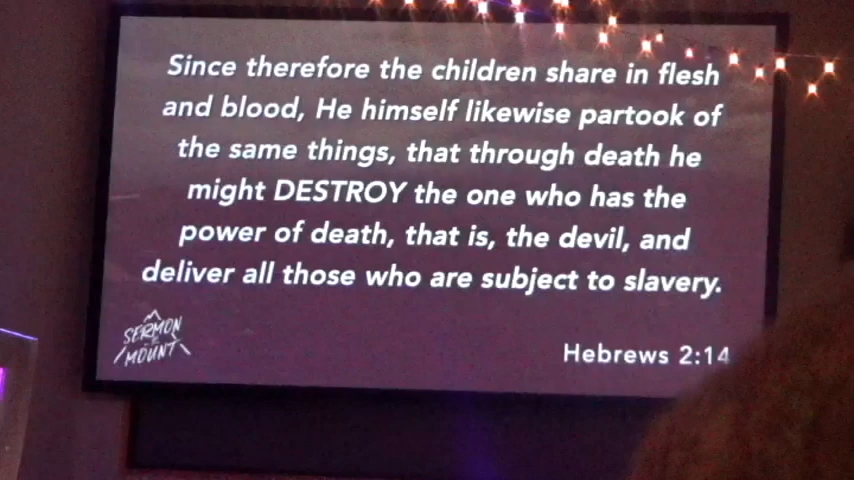 Since therefore the children share in flesh
and blood, He himself likewise partook of
the same things, that through death he
might DESTROY the one who has the
power of death, that is, the devil, and
deliver all those who are subject to slavery.
SERMON
MOUNT
Hebrews 2:14